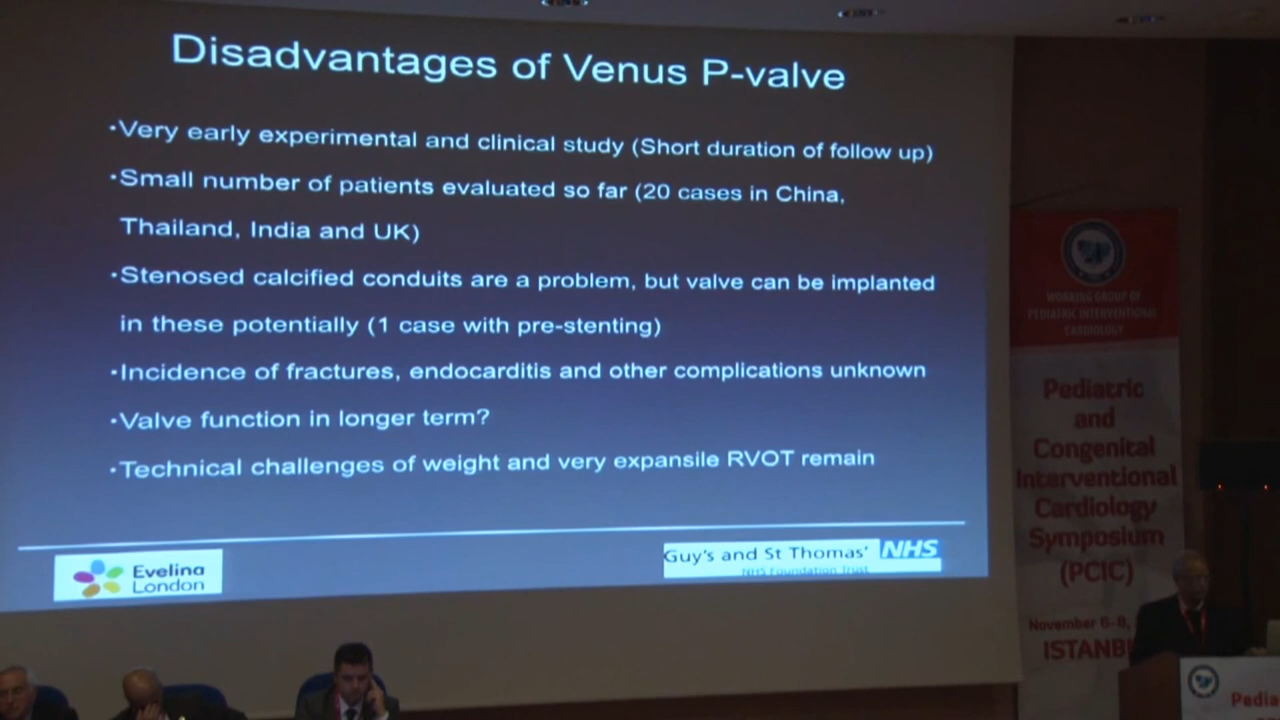 Disadvantages of Venus P-valve
·Very early experimental and clinical study (Short duration of follow up)
·Small number of patients evaluated so far (20 cases in China,
Thailand, India and UK)
·Stenosed calcified conduits are a problem, but valve can be implanted
in these potentially (1 case with pre-stenting)
·Incidence of fractures, endocarditis and other complications unknown
·Valve function in longer term?
·Technical challenges of weight and very expansile RVOT remain
Evelina
London
Guy's and St Thomas' NHS
NHS Foundation Trust
WORKING GROUP OF
PEDIATRIC INTERVENTIONAL
CARDIOLOGY
Pediatric
and
Congenital
Interventional
Cardiology
Symposium
(PCIC)
November 6-8,
ISTANB
Pedia